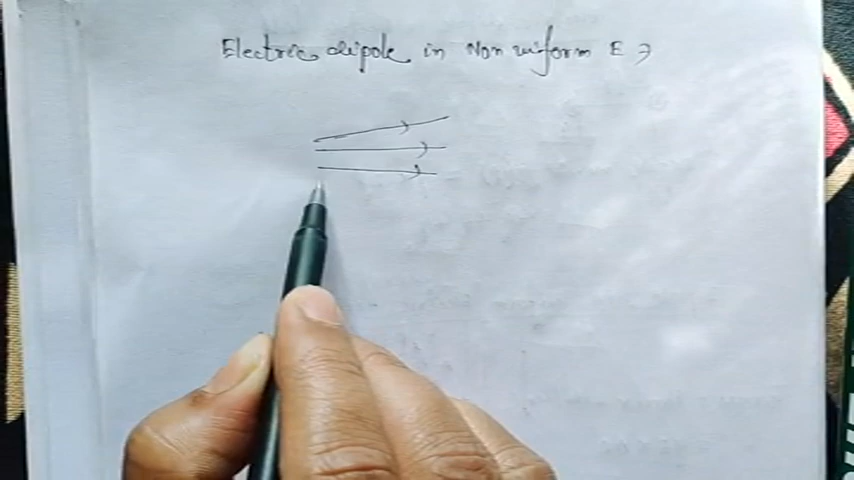 Electric dipole in Non uniform E →